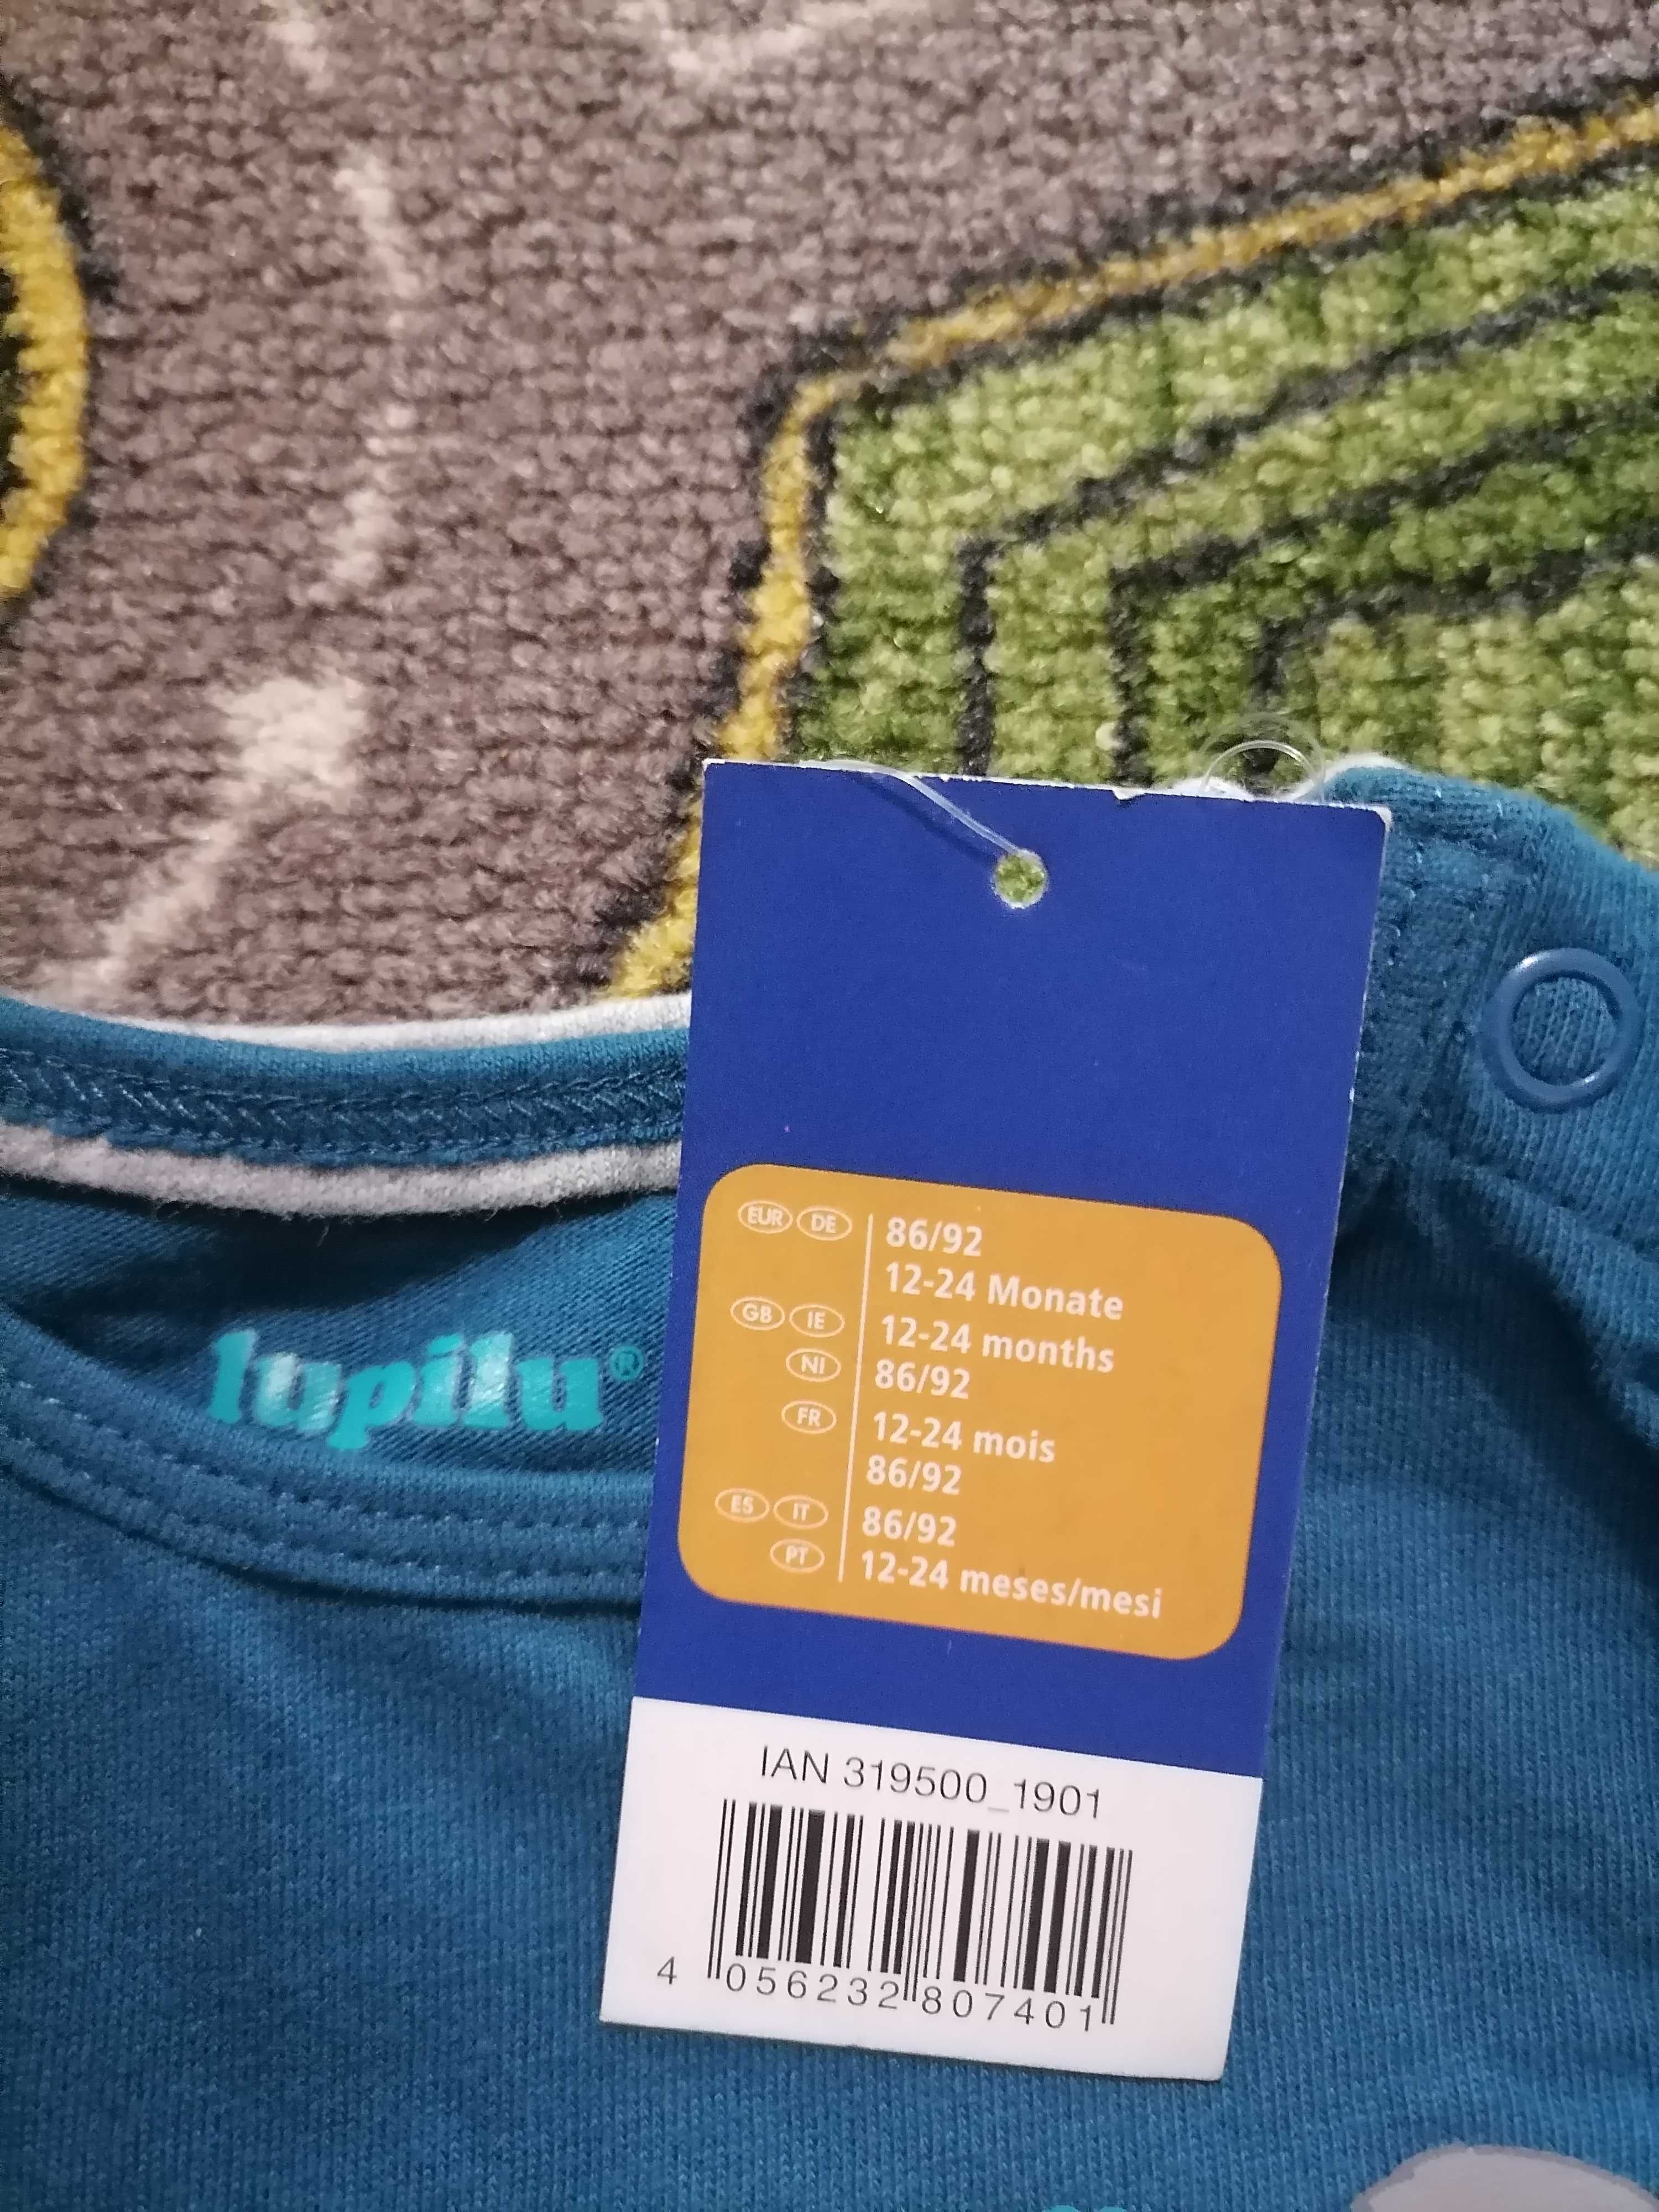 lupilu®
EUR DE 86/92
12-24 Monate
GB IE 12-24 months
NI 86/92
FR 12-24 mois
86/92
ES IT 86/92
PT 12-24 meses/mesi
IAN 319500_1901
4 056232 807401